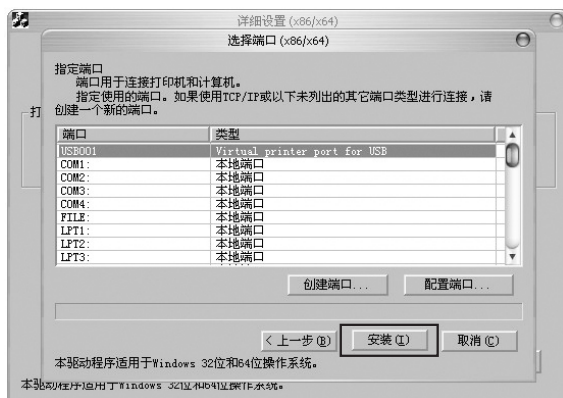 详细设置 (x86/x64)
选择端口 (x86/x64)
指定端口
端口用于连接打印机和计算机。
指定使用的端口。如果使用TCP/IP或以下未列出的其它端口类型进行连接，请
创建一个新的端口。
打
端口 类型
USB001 Virtual printer port for USB
COM1: 本地端口
COM2: 本地端口
COM3: 本地端口
COM4: 本地端口
FILE: 本地端口
LPT1: 本地端口
LPT2: 本地端口
LPT3: 本地端口
创建端口... 配置端口...
< 上一步(B) 安装(I) 取消(C)
本驱动程序适用于Windows 32位和64位操作系统。
本驱动程序适用于Windows 32位和64位操作系统。